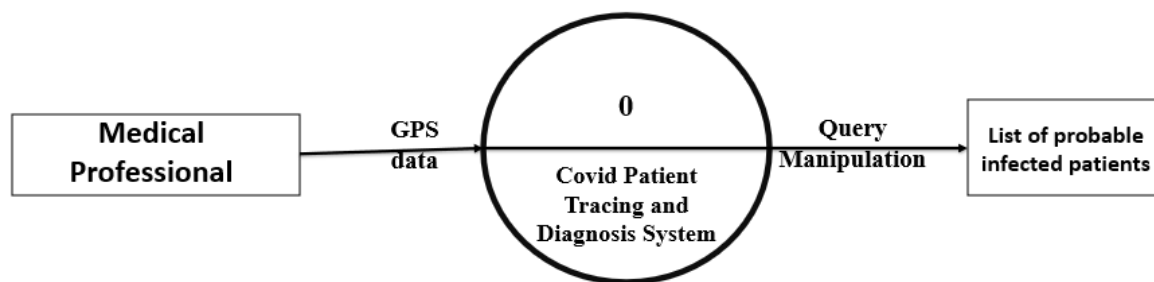 Medical
Professional
GPS
data
0
Covid Patient
Tracing and
Diagnosis System
Query
Manipulation
List of probable
infected patients